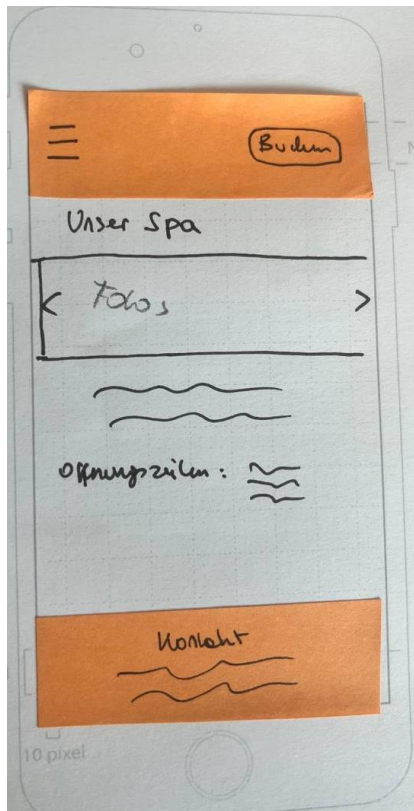 Buchen
Unser Spa
< Fotos >
Öffnungszeiten:
Kontakt
10 pixel